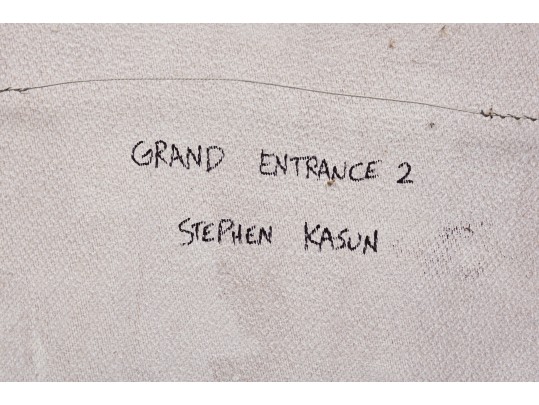 GRAND ENTRANCE 2
STEPHEN KASUN